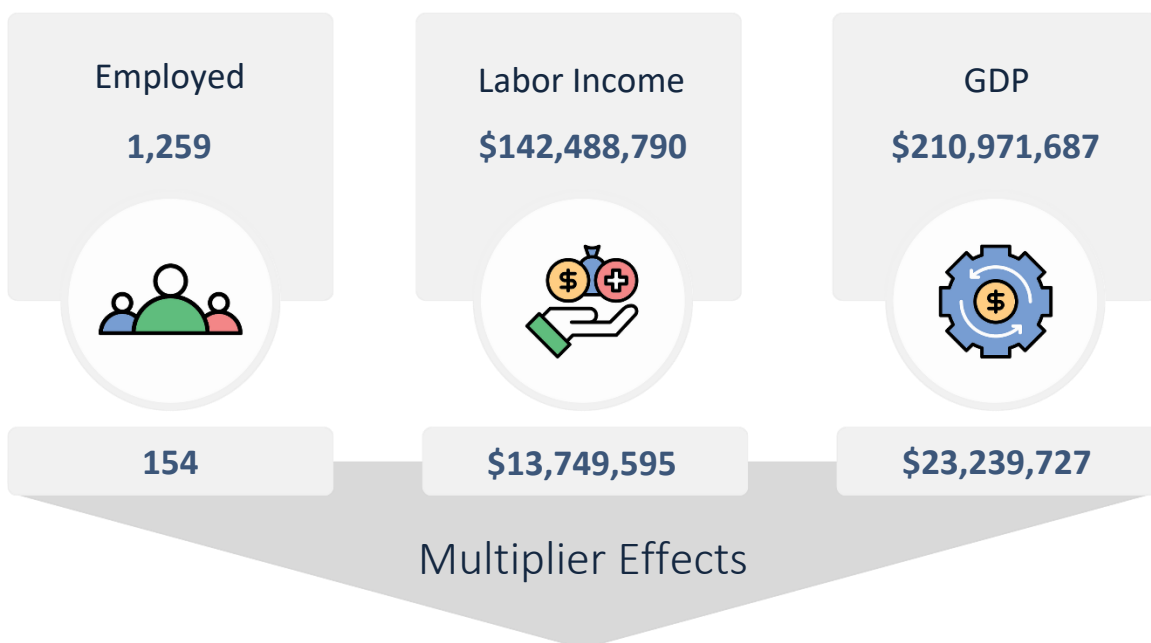 Employed
1,259
Labor Income
$142,488,790
GDP
$210,971,687
$
$
154
$13,749,595
$23,239,727
Multiplier Effects